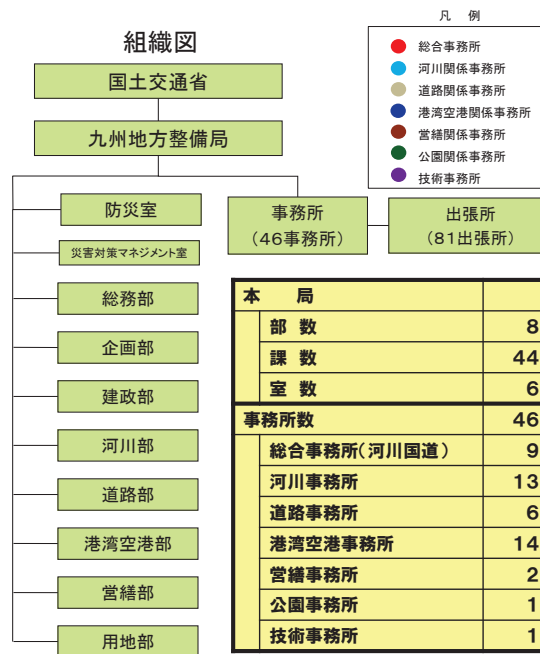 組織図
国土交通省
九州地方整備局
防災室
災害対策マネジメント室
総務部
企画部
建政部
河川部
道路部
港湾空港部
営繕部
用地部
事務所
（46事務所）
出張所
（81出張所）
凡 例
総合事務所
河川関係事務所
道路関係事務所
港湾空港関係事務所
営繕関係事務所
公園関係事務所
技術事務所
本 局
部 数 8
課 数 44
室 数 6
事務所数 46
総合事務所（河川国道） 9
河川事務所 13
道路事務所 6
港湾空港事務所 14
営繕事務所 2
公園事務所 1
技術事務所 1